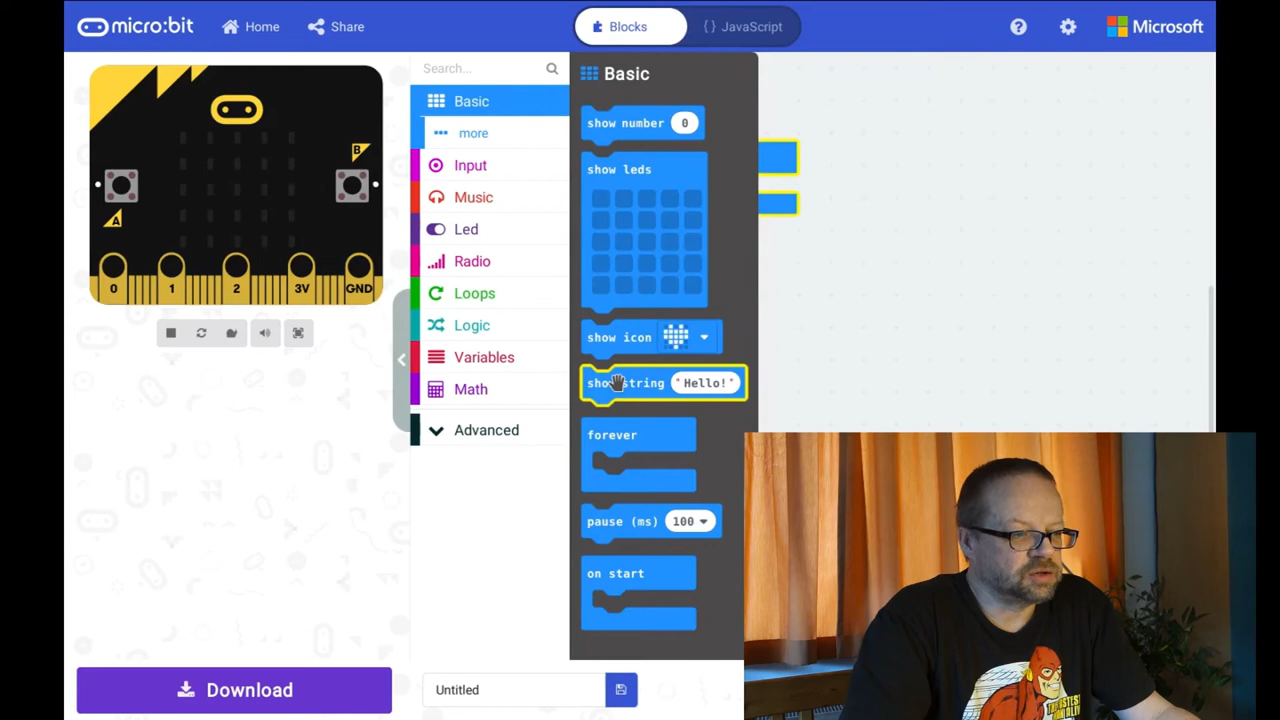 micro:bit
Home
Share
Blocks
{} JavaScript
?
Microsoft
Search...
Basic
Basic
••• more
Input
Music
Led
Radio
Loops
Logic
Variables
Math
Advanced
show number 0
show leds
show icon
show string "Hello!"
forever
pause (ms) 100
on start
A
B
0 1 2 3V GND
Download
Untitled